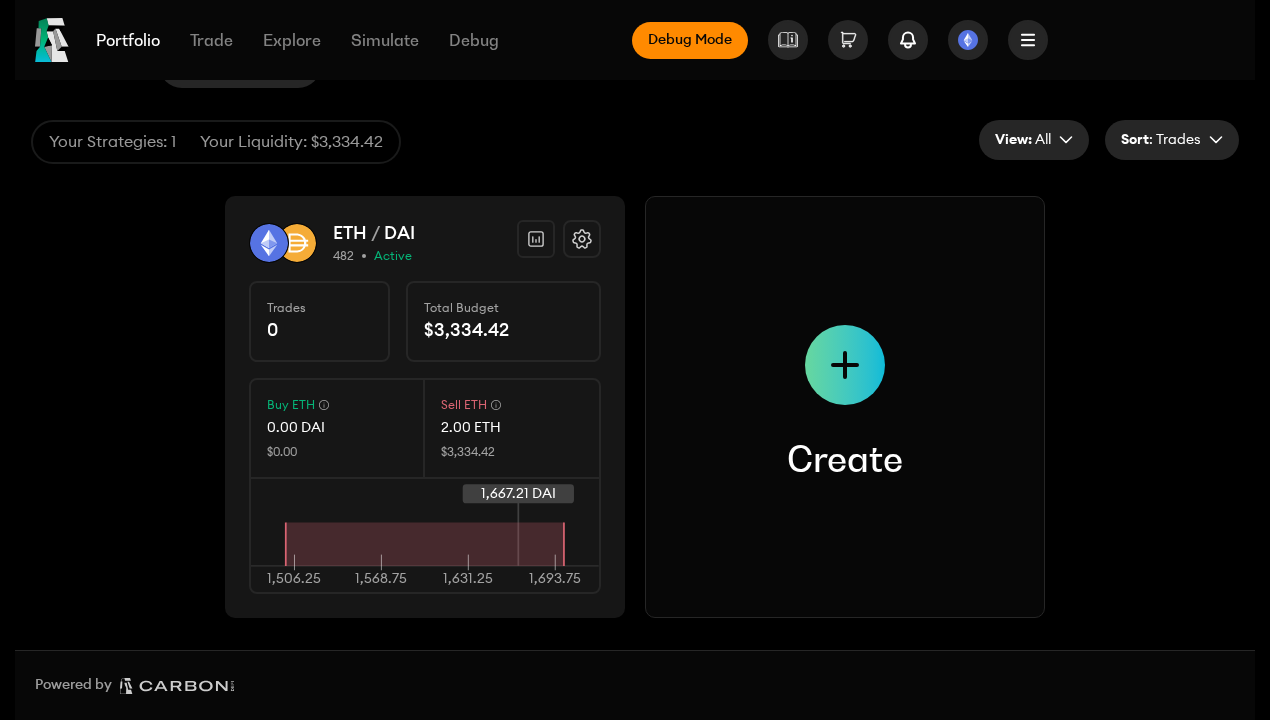 Portfolio Trade Explore Simulate Debug Debug Mode
Your Strategies: 1 Your Liquidity: $3,334.42
View: All Sort: Trades
ETH / DAI
482 • Active
Trades
0
Total Budget
$3,334.42
Buy ETH
0.00 DAI
$0.00
Sell ETH
2.00 ETH
$3,334.42
1,667.21 DAI
1,506.25 1,568.75 1,631.25 1,693.75
Create
Powered by CARBON